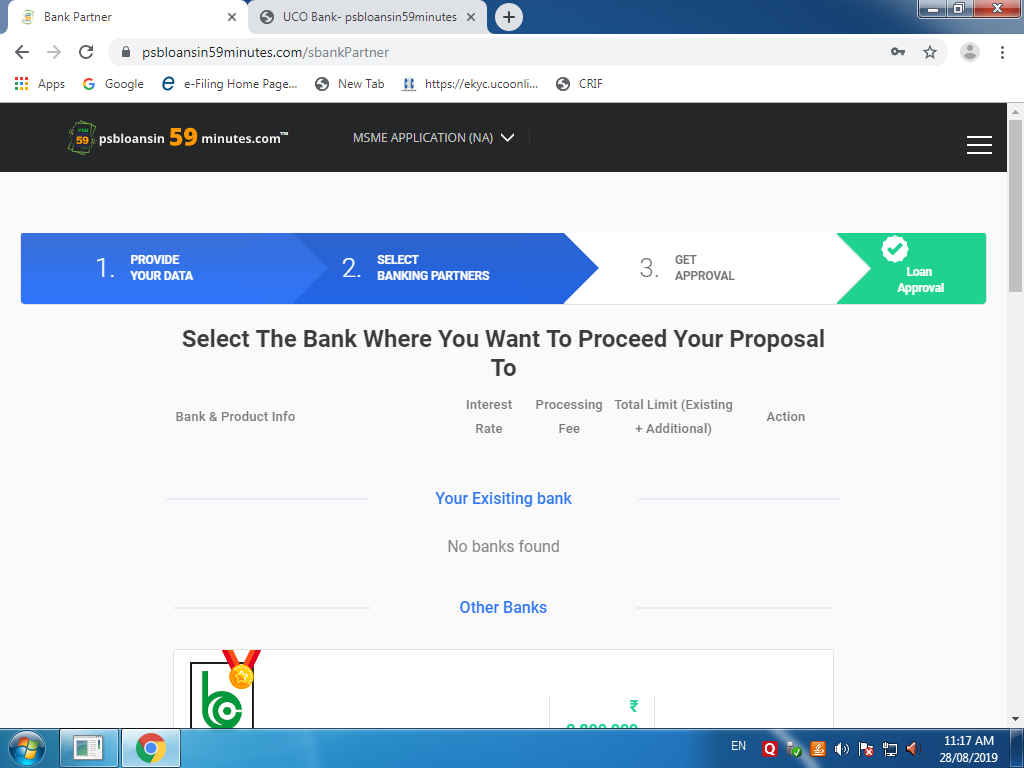 Bank Partner
UCO Bank- psbloansin59minutes
psbloansin59minutes.com/sbankPartner
Apps
Google
e-Filing Home Page...
New Tab
https://ekyc.ucoonli...
CRIF
PSB
59
psbloansin 59 minutes.com™
MSME APPLICATION (NA)
1.
PROVIDE
YOUR DATA
2.
SELECT
BANKING PARTNERS
3.
GET
APPROVAL
Loan
Approval
Select The Bank Where You Want To Proceed Your Proposal
To
Bank & Product Info
Interest
Rate
Processing
Fee
Total Limit (Existing
+ Additional)
Action
Your Exisiting bank
No banks found
Other Banks
₹
EN
11:17 AM
28/08/2019